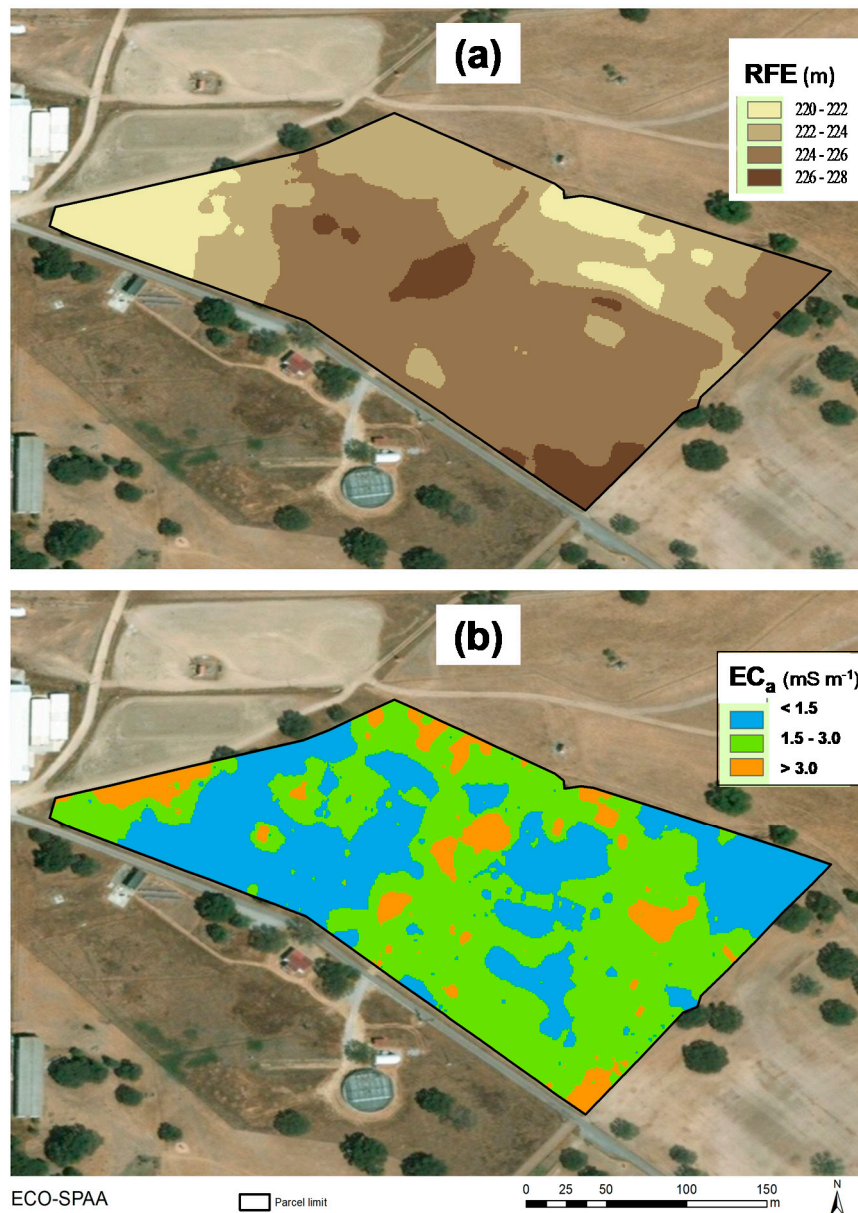 (a)
RFE (m)
220 - 222
222 - 224
224 - 226
226 - 228
(b)
ECa (mS m-1)
< 1.5
1.5 - 3.0
> 3.0
ECO-SPAA
Parcel limit
0 25 50 100 150
m
N